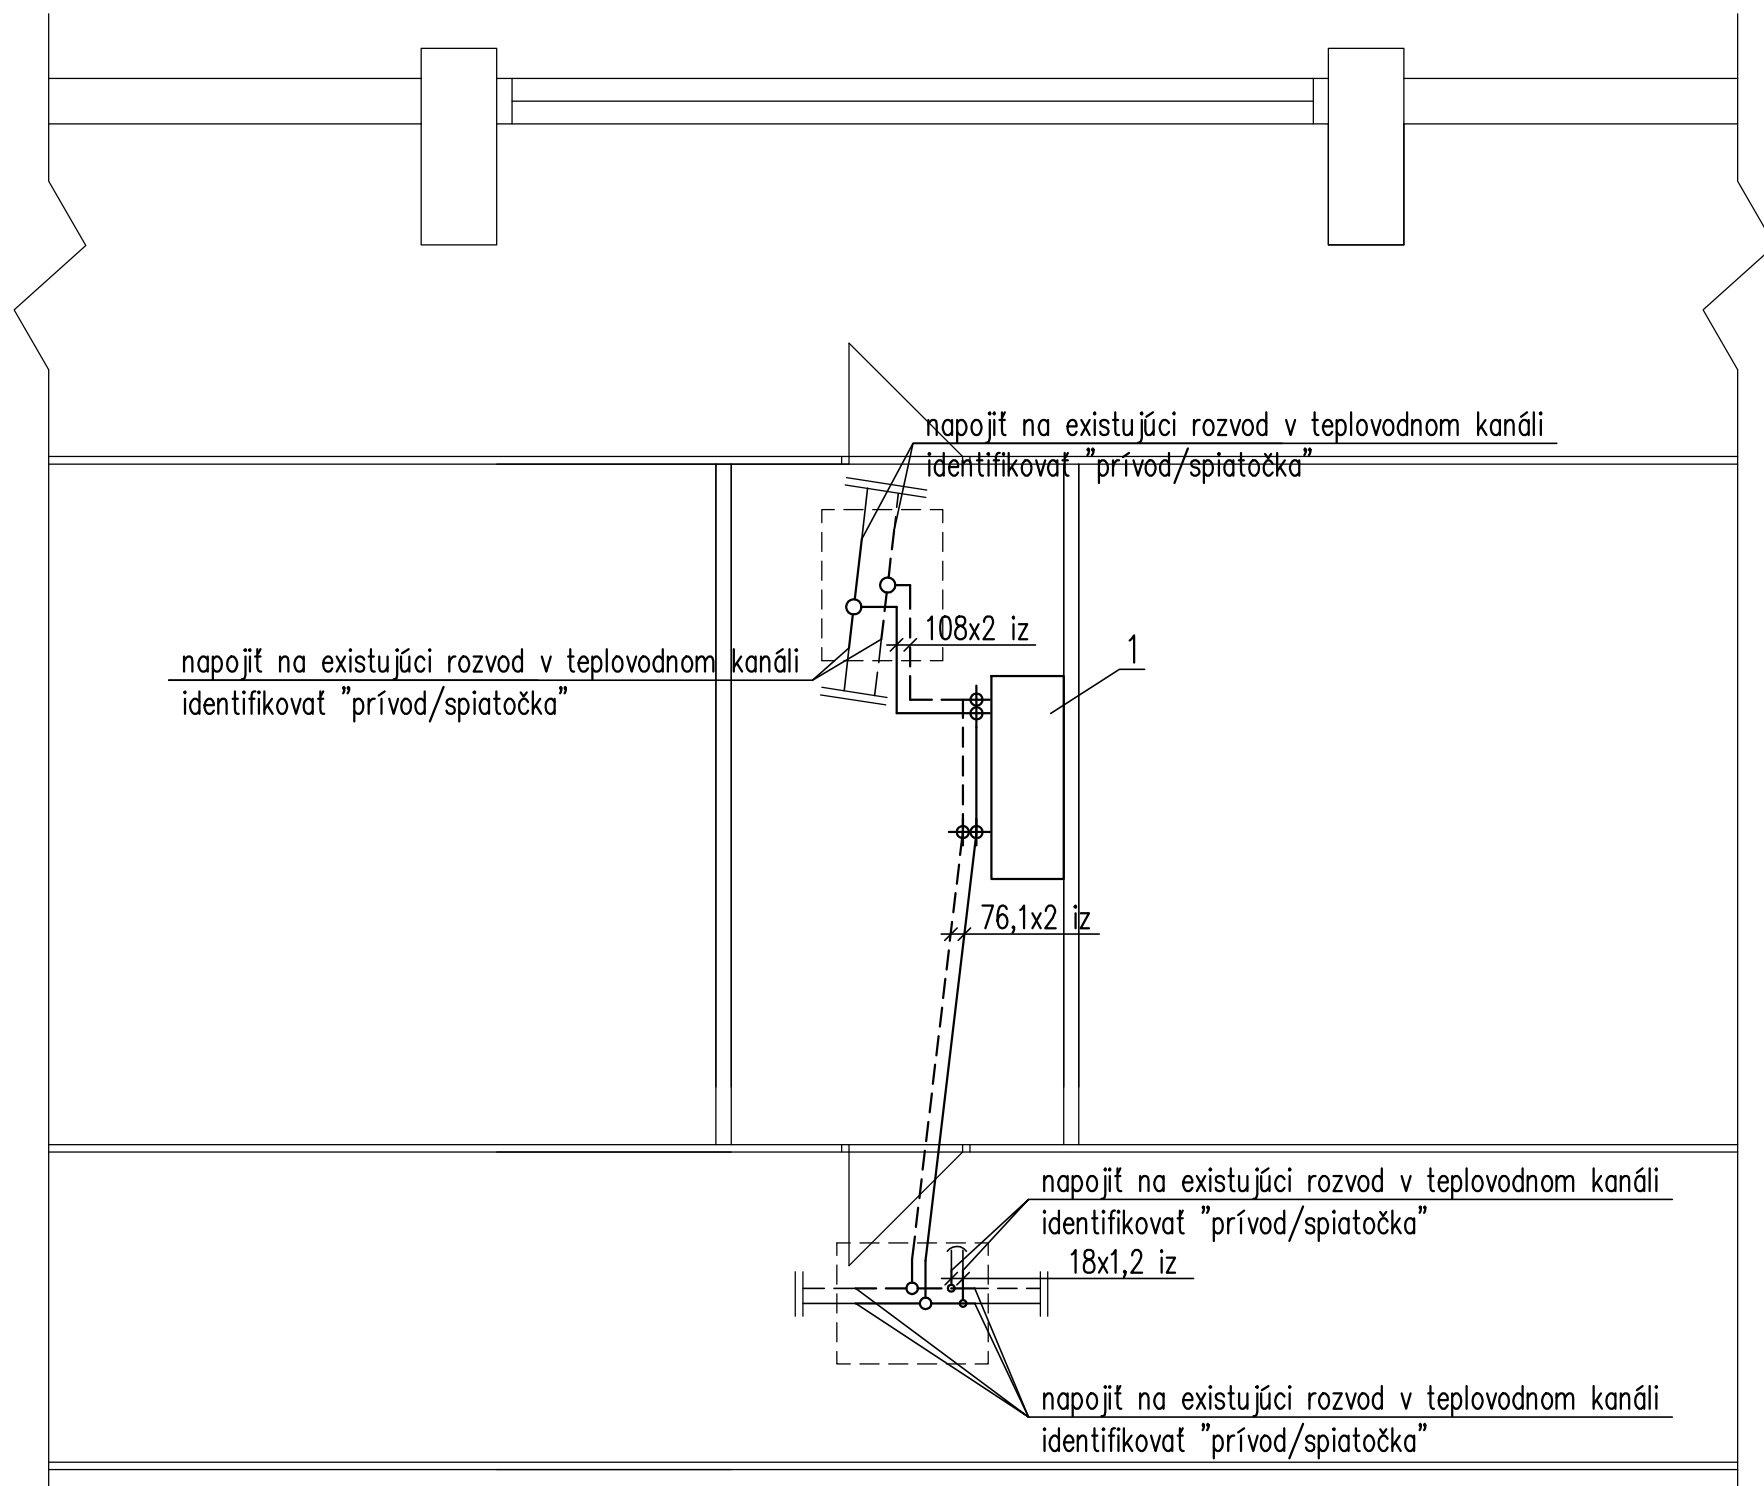 napojiť na existujúci rozvod v teplovodnom kanáli
identifikovať "prívod/spiatočka"
108x2 iz
1
napojiť na existujúci rozvod v teplovodnom kanáli
identifikovať "prívod/spiatočka"
76,1x2 iz
napojiť na existujúci rozvod v teplovodnom kanáli
identifikovať "prívod/spiatočka"
18x1,2 iz
napojiť na existujúci rozvod v teplovodnom kanáli
identifikovať "prívod/spiatočka"